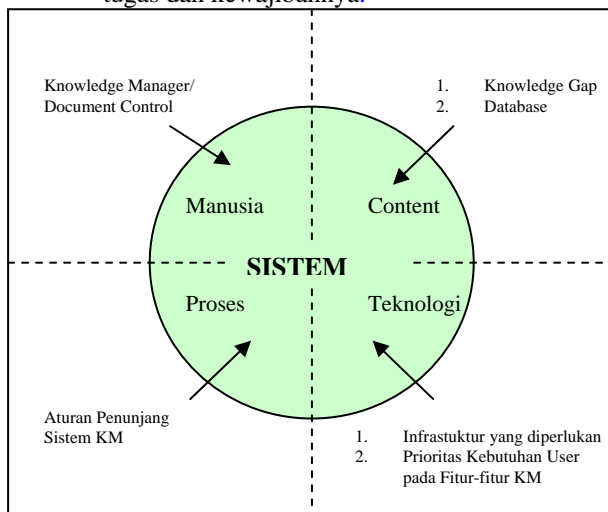 tugas dan kewajibannya.
Knowledge Manager/
Document Control
1. Knowledge Gap
2. Database
Manusia
Content
SISTEM
Proses
Teknologi
Aturan Penunjang
Sistem KM
1. Infrastuktur yang diperlukan
2. Prioritas Kebutuhan User
pada Fitur-fitur KM